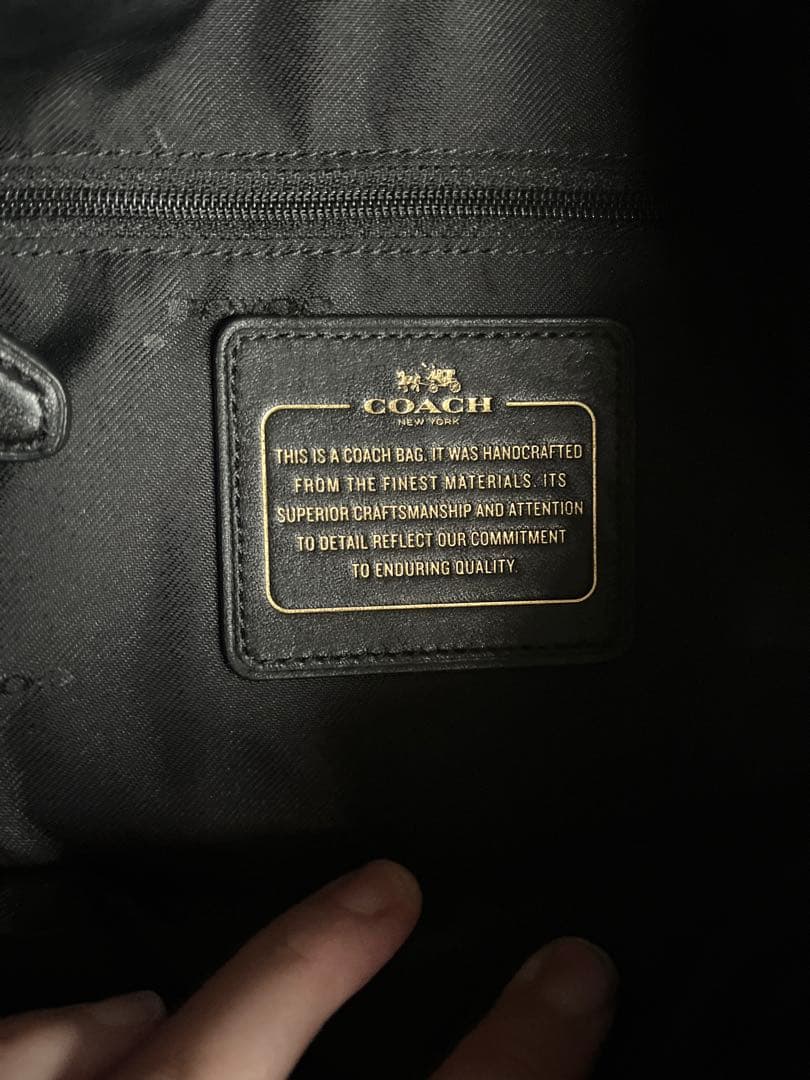 COACH
NEW YORK
THIS IS A COACH BAG. IT WAS HANDCRAFTED
FROM THE FINEST MATERIALS. ITS
SUPERIOR CRAFTSMANSHIP AND ATTENTION
TO DETAIL REFLECT OUR COMMITMENT
TO ENDURING QUALITY.